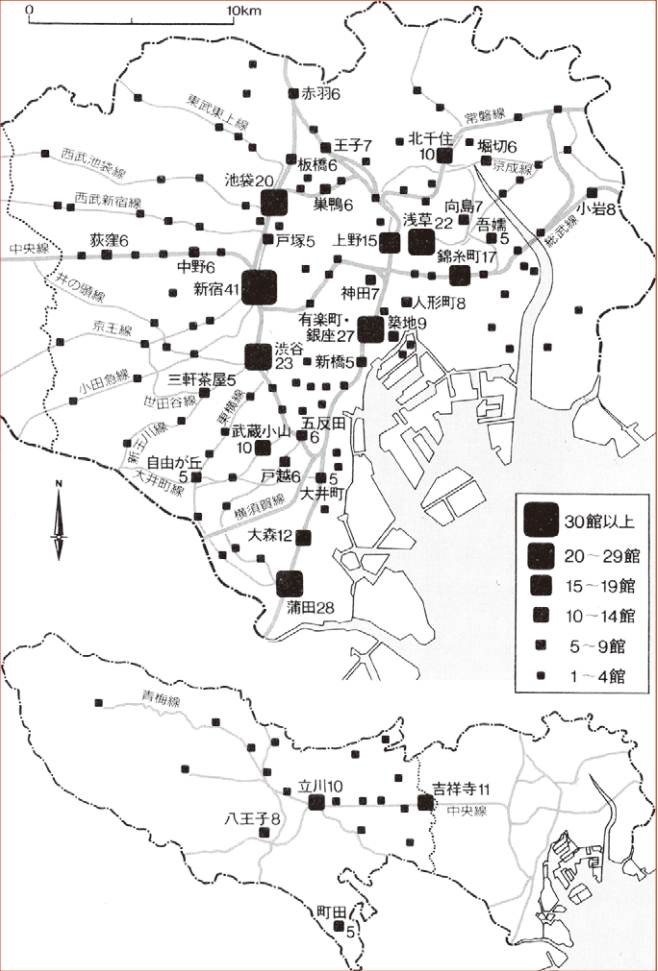 0 10km
赤羽6
東武東上線
常磐線
王子7
北千住
10
堀切6
西武池袋線
板橋6
京成線
池袋20
巣鴨6
小岩8
西武新宿線
向島7
浅草
22
吾嬬
5
戸塚5
上野15
総武線
荻窪6
中央線
中野6
錦糸町17
井の頭線
新宿41
神田7
人形町8
有楽町・
銀座27
築地9
京王線
渋谷
23
新橋5
小田急線
三軒茶屋5
世田谷線
東横線
五反田
6
武蔵小山
10
新玉川線
自由が丘
5
戸越6
5
大井町
大井町線
横須賀線
N
大森12
蒲田28
30館以上
20～29館
15～19館
10～14館
5～9館
1～4館
青梅線
立川10
吉祥寺11
中央線
八王子8
町田
5